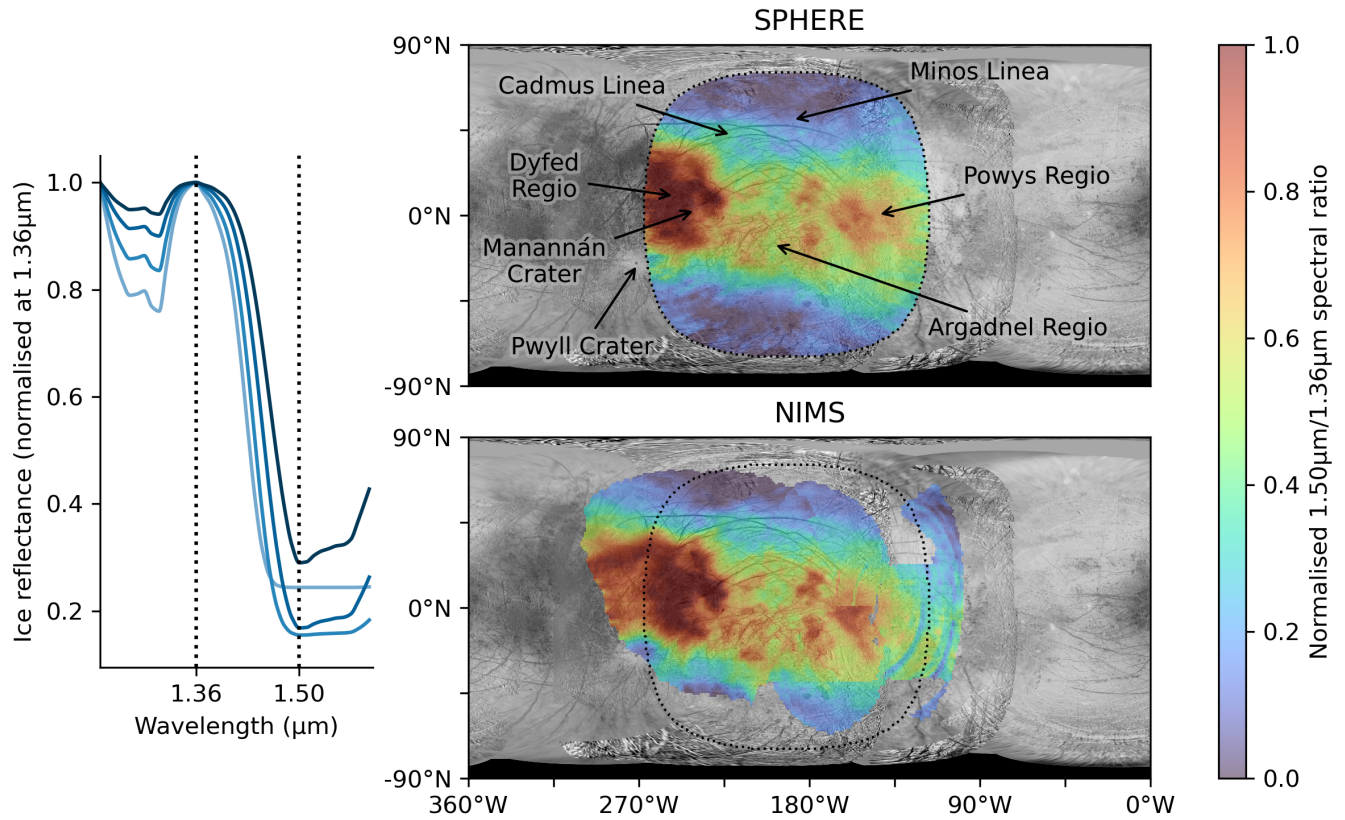 SPHERE
90°N
0°N
-90°N
Cadmus Linea
Minos Linea
Dyfed
Regio
Powys Regio
Manannán
Crater
Argadnel Regio
Pwyll Crater
NIMS
90°N
0°N
-90°N
360°W
270°W
180°W
90°W
0°W
Ice reflectance (normalised at 1.36μm)
1.0
0.8
0.6
0.4
0.2
1.36
1.50
Wavelength (μm)
1.0
0.8
0.6
0.4
0.2
0.0
Normalised 1.50μm/1.36μm spectral ratio